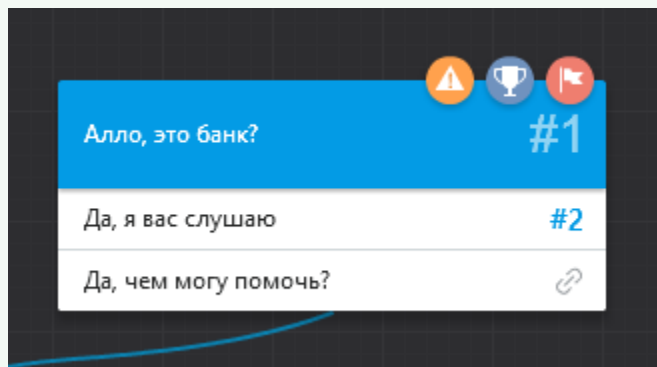 Алло, это банк?
#1
Да, я вас слушаю
#2
Да, чем могу помочь?